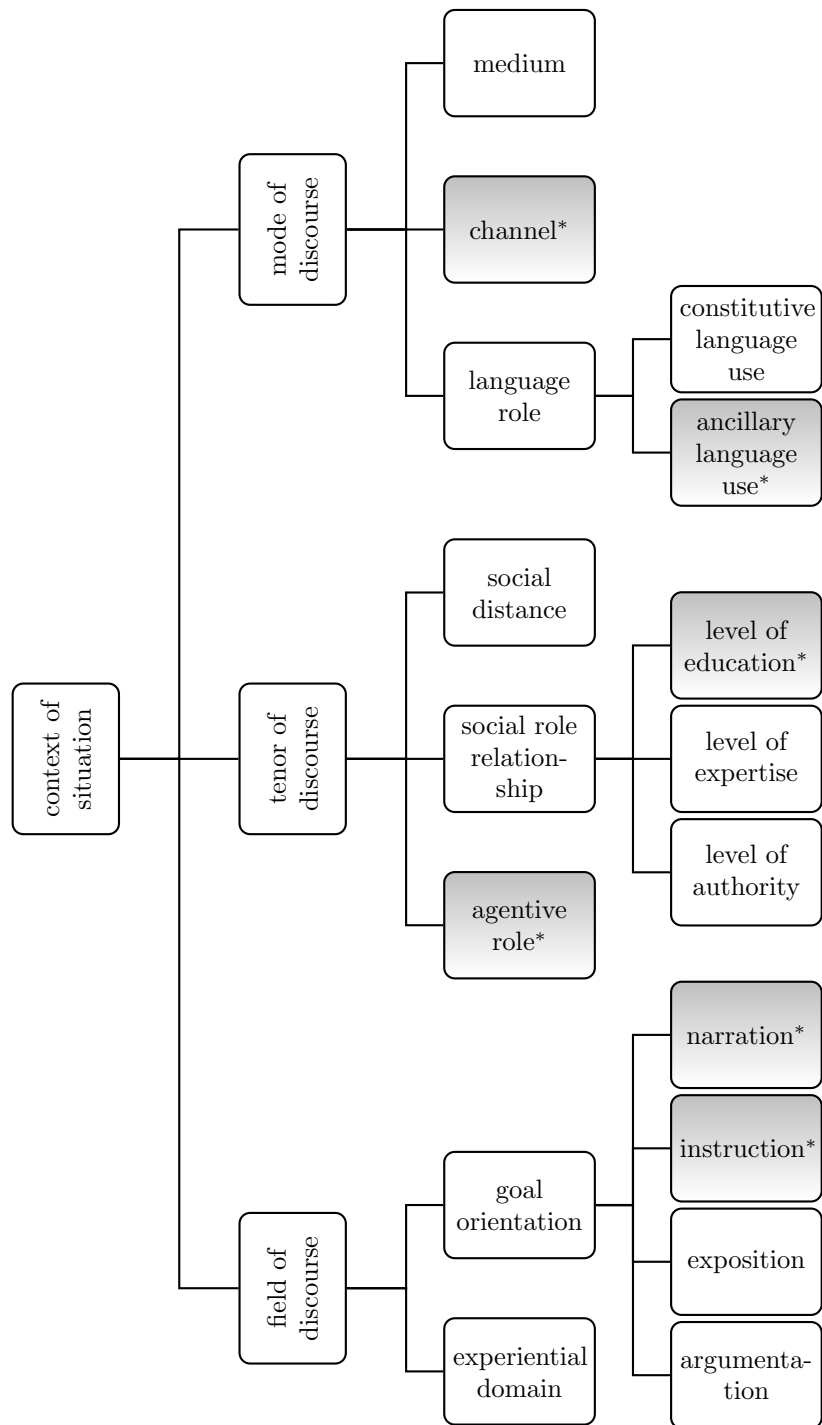 medium
mode of
discourse
channel*
language
role
constitutive
language
use
ancillary
language
use*
context of
situation
tenor of
discourse
social
distance
social role
relation-
ship
agentive
role*
level of
education*
level of
expertise
level of
authority
field of
discourse
goal
orientation
experiential
domain
narration*
instruction*
exposition
argumenta-
tion